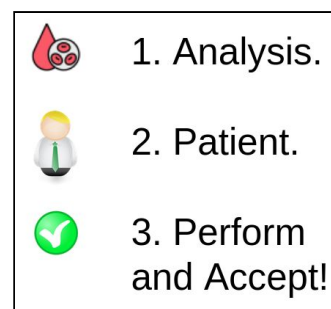 1. Analysis.
2. Patient.
3. Perform
and Accept!